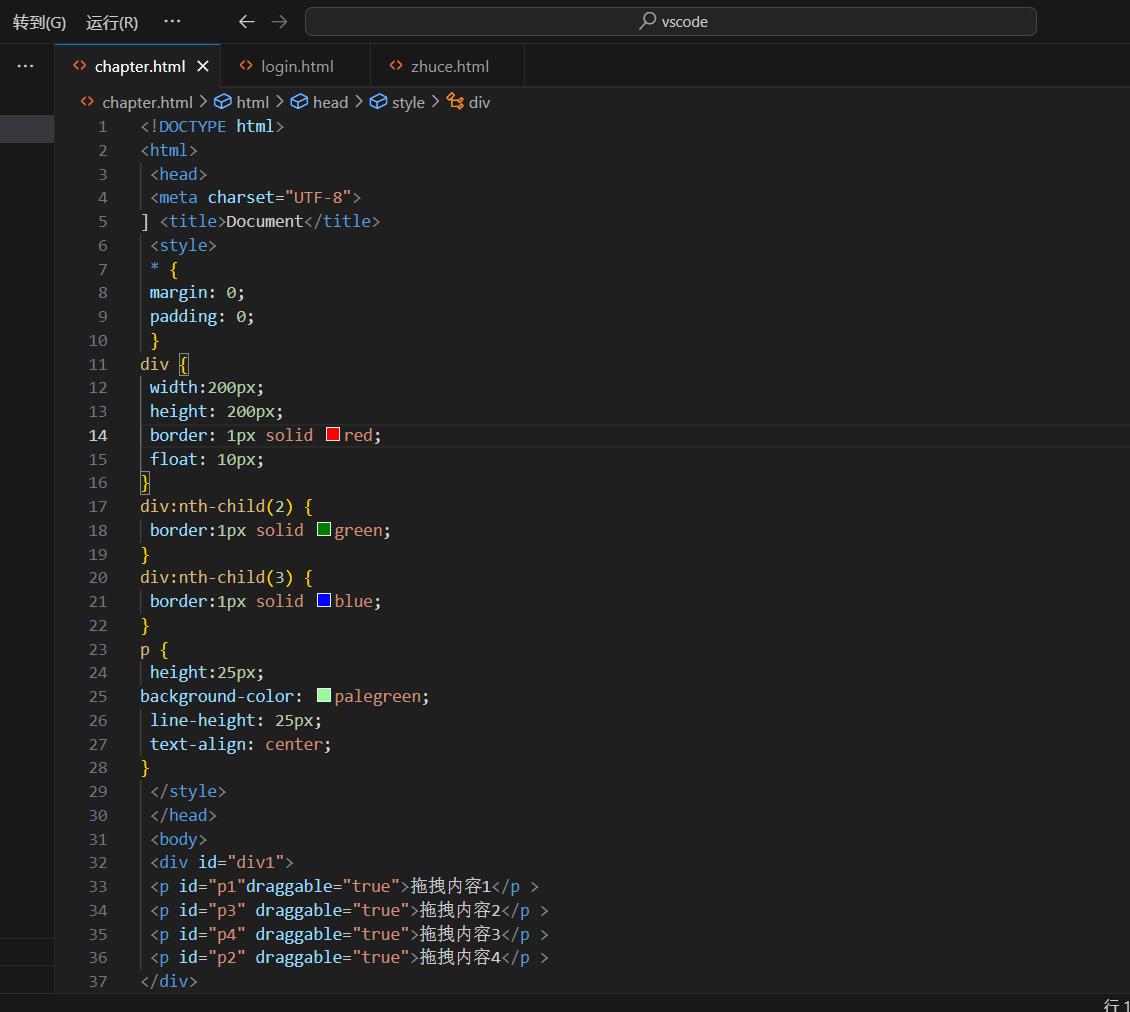 转到(G) 运行(R) ··· ← → vscode
··· <> chapter.html × <> login.html <> zhuce.html
<> chapter.html > html > head > style > div
1 <!DOCTYPE html>
2 <html>
3 <head>
4 <meta charset="UTF-8">
5 ] <title>Document</title>
6 <style>
7 * {
8 margin: 0;
9 padding: 0;
10 }
11 div {
12 width:200px;
13 height: 200px;
14 border: 1px solid red;
15 float: 10px;
16 }
17 div:nth-child(2) {
18 border:1px solid green;
19 }
20 div:nth-child(3) {
21 border:1px solid blue;
22 }
23 p {
24 height:25px;
25 background-color: palegreen;
26 line-height: 25px;
27 text-align: center;
28 }
29 </style>
30 </head>
31 <body>
32 <div id="div1">
33 <p id="p1"draggable="true">拖拽内容1</p >
34 <p id="p3" draggable="true">拖拽内容2</p >
35 <p id="p4" draggable="true">拖拽内容3</p >
36 <p id="p2" draggable="true">拖拽内容4</p >
37 </div>
行 1